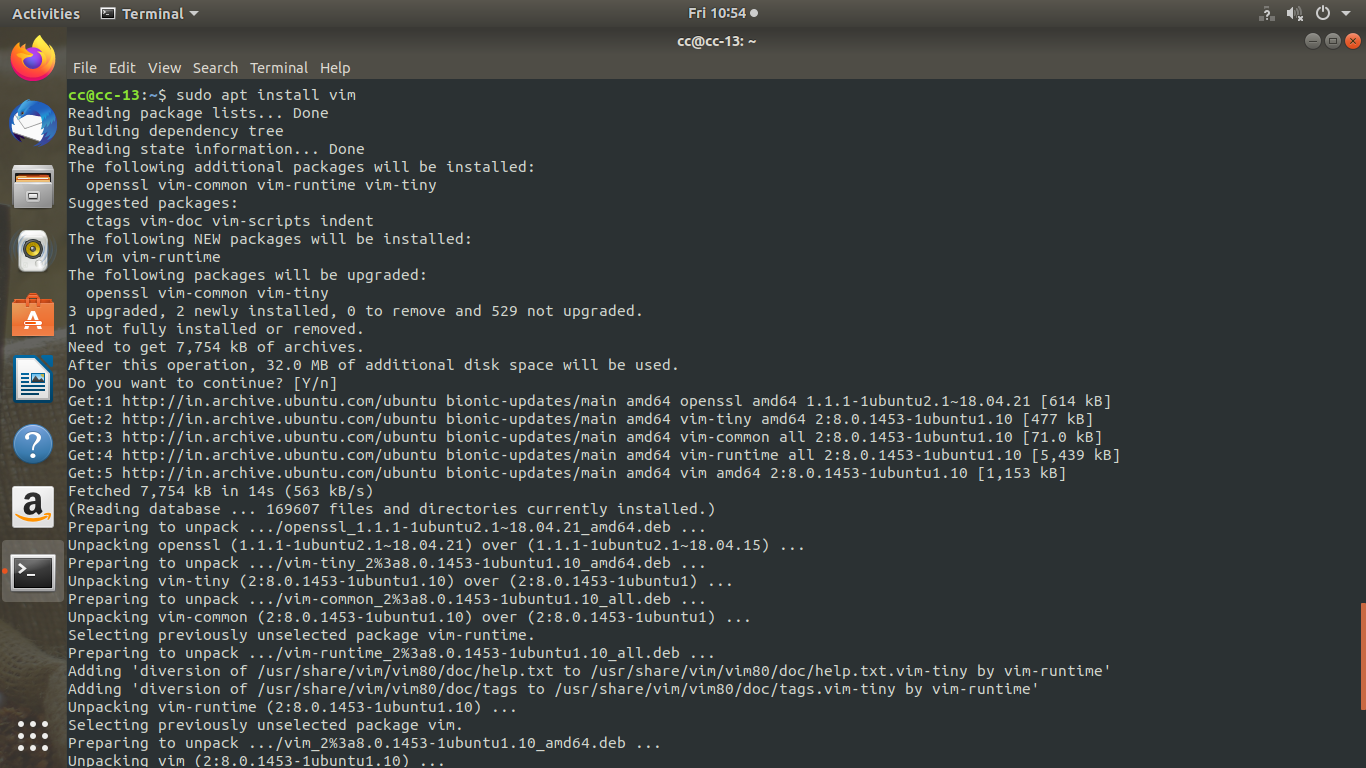 Activities Terminal Fri 10:54
cc@cc-13: ~
File Edit View Search Terminal Help
cc@cc-13:~$ sudo apt install vim
Reading package lists... Done
Building dependency tree
Reading state information... Done
The following additional packages will be installed:
  openssl vim-common vim-runtime vim-tiny
Suggested packages:
  ctags vim-doc vim-scripts indent
The following NEW packages will be installed:
  vim vim-runtime
The following packages will be upgraded:
  openssl vim-common vim-tiny
3 upgraded, 2 newly installed, 0 to remove and 529 not upgraded.
1 not fully installed or removed.
Need to get 7,754 kB of archives.
After this operation, 32.0 MB of additional disk space will be used.
Do you want to continue? [Y/n]
Get:1 http://in.archive.ubuntu.com/ubuntu bionic-updates/main amd64 openssl amd64 1.1.1-1ubuntu2.1~18.04.21 [614 kB]
Get:2 http://in.archive.ubuntu.com/ubuntu bionic-updates/main amd64 vim-tiny amd64 2:8.0.1453-1ubuntu1.10 [477 kB]
Get:3 http://in.archive.ubuntu.com/ubuntu bionic-updates/main amd64 vim-common all 2:8.0.1453-1ubuntu1.10 [71.0 kB]
Get:4 http://in.archive.ubuntu.com/ubuntu bionic-updates/main amd64 vim-runtime all 2:8.0.1453-1ubuntu1.10 [5,439 kB]
Get:5 http://in.archive.ubuntu.com/ubuntu bionic-updates/main amd64 vim amd64 2:8.0.1453-1ubuntu1.10 [1,153 kB]
Fetched 7,754 kB in 14s (563 kB/s)
(Reading database ... 169607 files and directories currently installed.)
Preparing to unpack .../openssl_1.1.1-1ubuntu2.1~18.04.21_amd64.deb ...
Unpacking openssl (1.1.1-1ubuntu2.1~18.04.21) over (1.1.1-1ubuntu2.1~18.04.15) ...
Preparing to unpack .../vim-tiny_2%3a8.0.1453-1ubuntu1.10_amd64.deb ...
Unpacking vim-tiny (2:8.0.1453-1ubuntu1.10) over (2:8.0.1453-1ubuntu1) ...
Preparing to unpack .../vim-common_2%3a8.0.1453-1ubuntu1.10_all.deb ...
Unpacking vim-common (2:8.0.1453-1ubuntu1.10) over (2:8.0.1453-1ubuntu1) ...
Selecting previously unselected package vim-runtime.
Preparing to unpack .../vim-runtime_2%3a8.0.1453-1ubuntu1.10_all.deb ...
Adding 'diversion of /usr/share/vim/vim80/doc/help.txt to /usr/share/vim/vim80/doc/help.txt.vim-tiny by vim-runtime'
Adding 'diversion of /usr/share/vim/vim80/doc/tags to /usr/share/vim/vim80/doc/tags.vim-tiny by vim-runtime'
Unpacking vim-runtime (2:8.0.1453-1ubuntu1.10) ...
Selecting previously unselected package vim.
Preparing to unpack .../vim_2%3a8.0.1453-1ubuntu1.10_amd64.deb ...
Unpacking vim (2:8.0.1453-1ubuntu1.10) ...